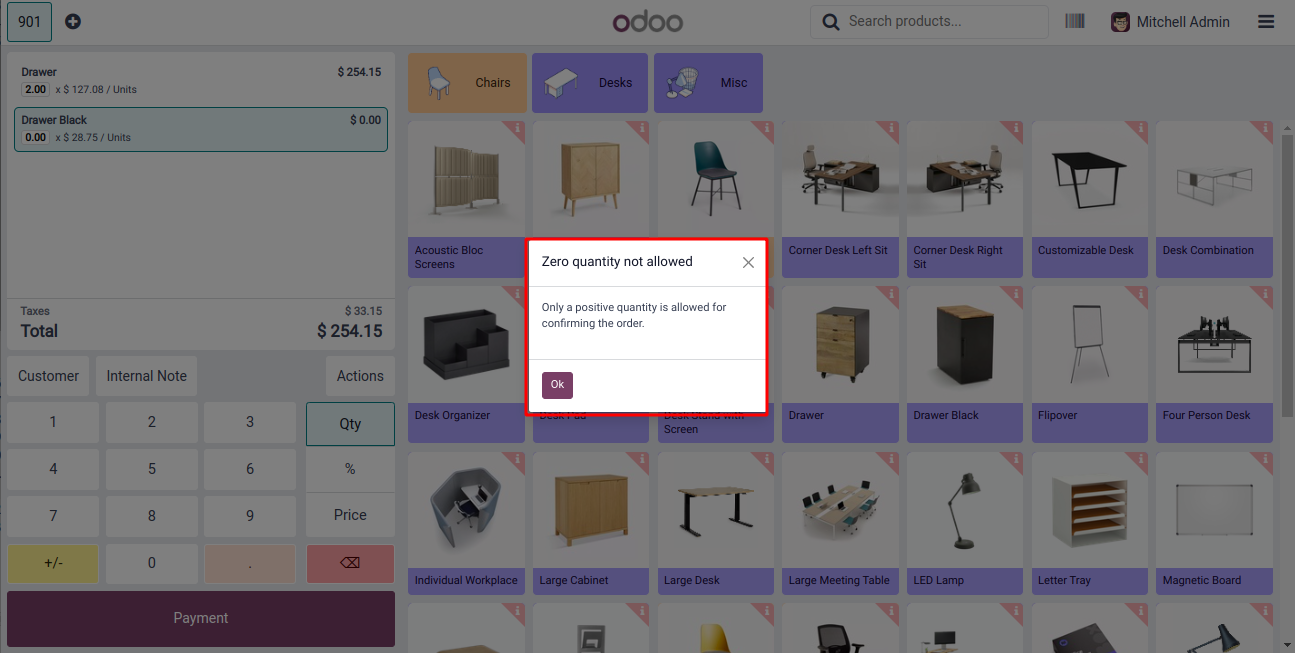 901
odoo
Search products...
Mitchell Admin
Drawer
$ 254.15
2.00 x $ 127.08 / Units
Drawer Black
$ 0.00
0.00 x $ 28.75 / Units
Taxes
$ 33.15
Total
$ 254.15
Customer
Internal Note
Actions
1
2
3
Qty
4
5
6
%
7
8
9
Price
+/-
0
.
Payment
Chairs
Desks
Misc
Acoustic Bloc
Screens
Corner Desk Left Sit
Corner Desk Right
Sit
Customizable Desk
Desk Combination
Zero quantity not allowed
Only a positive quantity is allowed for
confirming the order.
Ok
Desk Organizer
Desk Pad
Desk Stand with
Screen
Drawer
Drawer Black
Flipover
Four Person Desk
Individual Workplace
Large Cabinet
Large Desk
Large Meeting Table
LED Lamp
Letter Tray
Magnetic Board